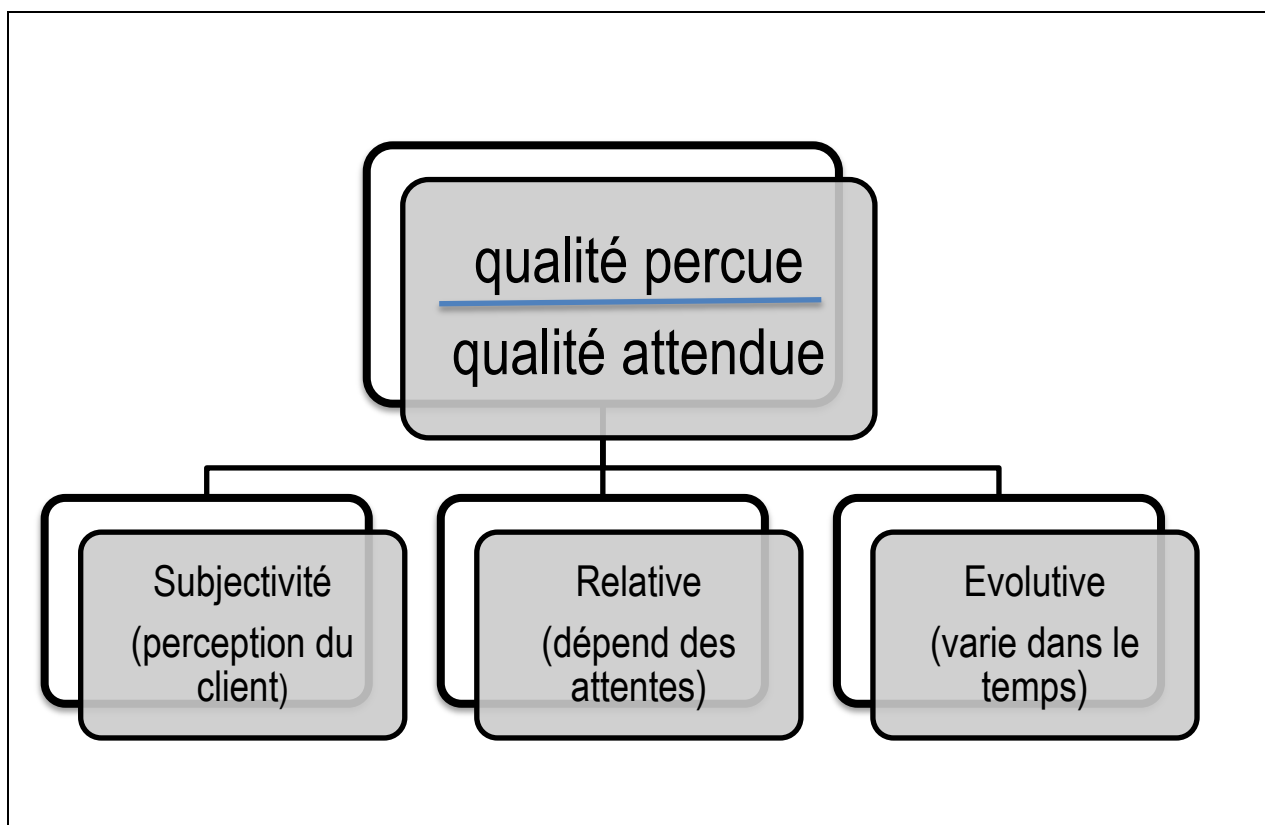 qualité percue
qualité attendue
Subjectivité
(perception du
client)
Relative
(dépend des
attentes)
Evolutive
(varie dans le
temps)